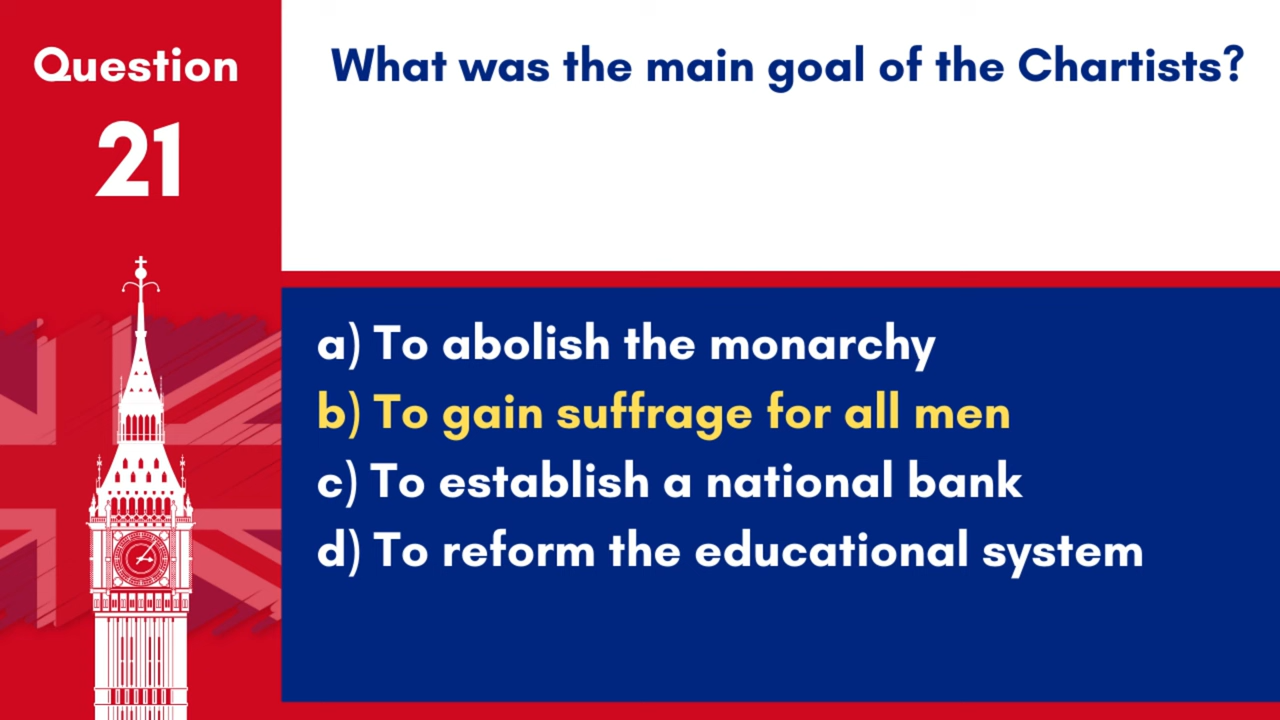 Question
21
What was the main goal of the Chartists?
a) To abolish the monarchy
b) To gain suffrage for all men
c) To establish a national bank
d) To reform the educational system